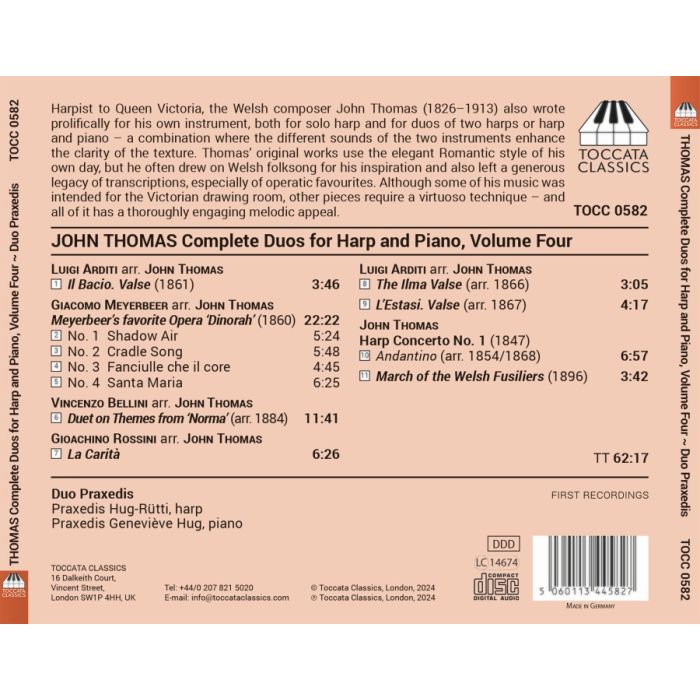 TOCC 0582
THOMAS Complete Duos for Harp and Piano, Volume Four ~ Duo Praxedis
TOCCATA
CLASSICS
Harpist to Queen Victoria, the Welsh composer John Thomas (1826–1913) also wrote
prolifically for his own instrument, both for solo harp and for duos of two harps or harp
and piano – a combination where the different sounds of the two instruments enhance
the clarity of the texture. Thomas’ original works use the elegant Romantic style of his
own day, but he often drew on Welsh folksong for his inspiration and also left a generous
legacy of transcriptions, especially of operatic favourites. Although some of his music was
intended for the Victorian drawing room, other pieces require a virtuoso technique – and
all of it has a thoroughly engaging melodic appeal.
TOCCATA
CLASSICS
TOCC 0582
JOHN THOMAS Complete Duos for Harp and Piano, Volume Four
LUIGI ARDITI arr. JOHN THOMAS
1 Il Bacio. Valse (1861) 3:46
GIACOMO MEYERBEER arr. JOHN THOMAS
Meyerbeer’s favorite Opera ‘Dinorah’ (1860) 22:22
2 No. 1 Shadow Air 5:24
3 No. 2 Cradle Song 5:48
4 No. 3 Fanciulle che il core 4:45
5 No. 4 Santa Maria 6:25
VINCENZO BELLINI arr. JOHN THOMAS
6 Duet on Themes from ‘Norma’ (arr. 1884) 11:41
GIOACHINO ROSSINI arr. JOHN THOMAS
7 La Carità 6:26
LUIGI ARDITI arr. JOHN THOMAS
8 The Ilma Valse (arr. 1866) 3:05
9 L’Estasi. Valse (arr. 1867) 4:17
JOHN THOMAS
Harp Concerto No. 1 (1847)
10 Andantino (arr. 1854/1868) 6:57
11 March of the Welsh Fusiliers (1896) 3:42
TT 62:17
Duo Praxedis
Praxedis Hug-Rütti, harp
Praxedis Geneviève Hug, piano
FIRST RECORDINGS
TOCCATA CLASSICS
16 Dalkeith Court,
Vincent Street,
London SW1P 4HH, UK
Tel: +44/0 207 821 5020
E-mail: info@toccataclassics.com
© Toccata Classics, London, 2024
℗ Toccata Classics, London, 2024
DDD
LC 14674
COMPACT
disc
DIGITAL AUDIO
5 060113 445827
MADE IN GERMANY
TOCCATA
CLASSICS
THOMAS Complete Duos for Harp and Piano, Volume Four ~ Duo Praxedis
TOCC 0582